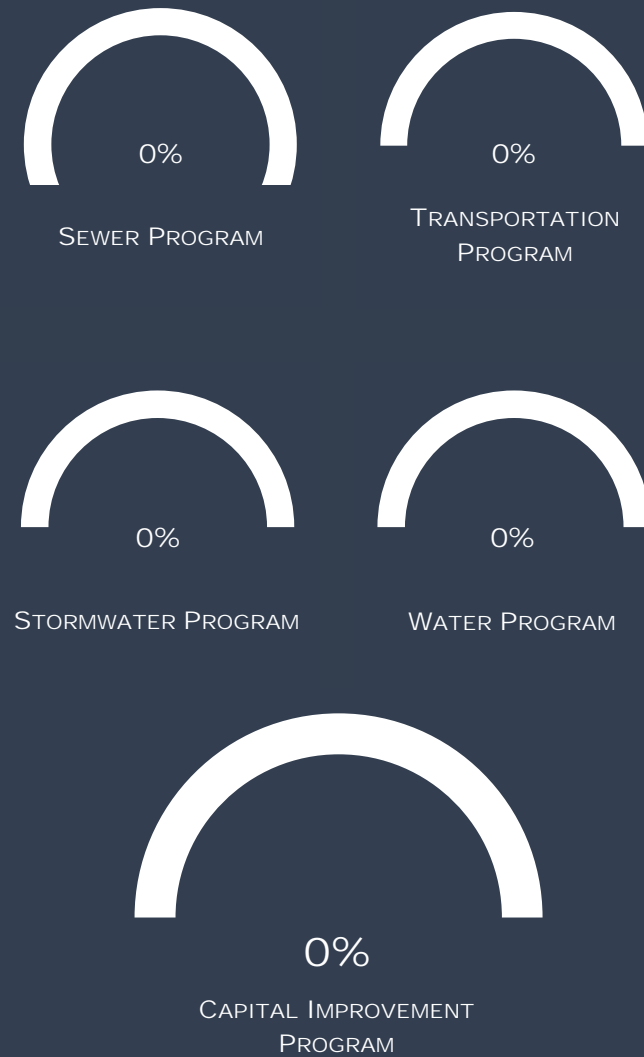 0%
SEWER PROGRAM
0%
TRANSPORTATION
PROGRAM
0%
STORMWATER PROGRAM
0%
WATER PROGRAM
0%
CAPITAL IMPROVEMENT
PROGRAM